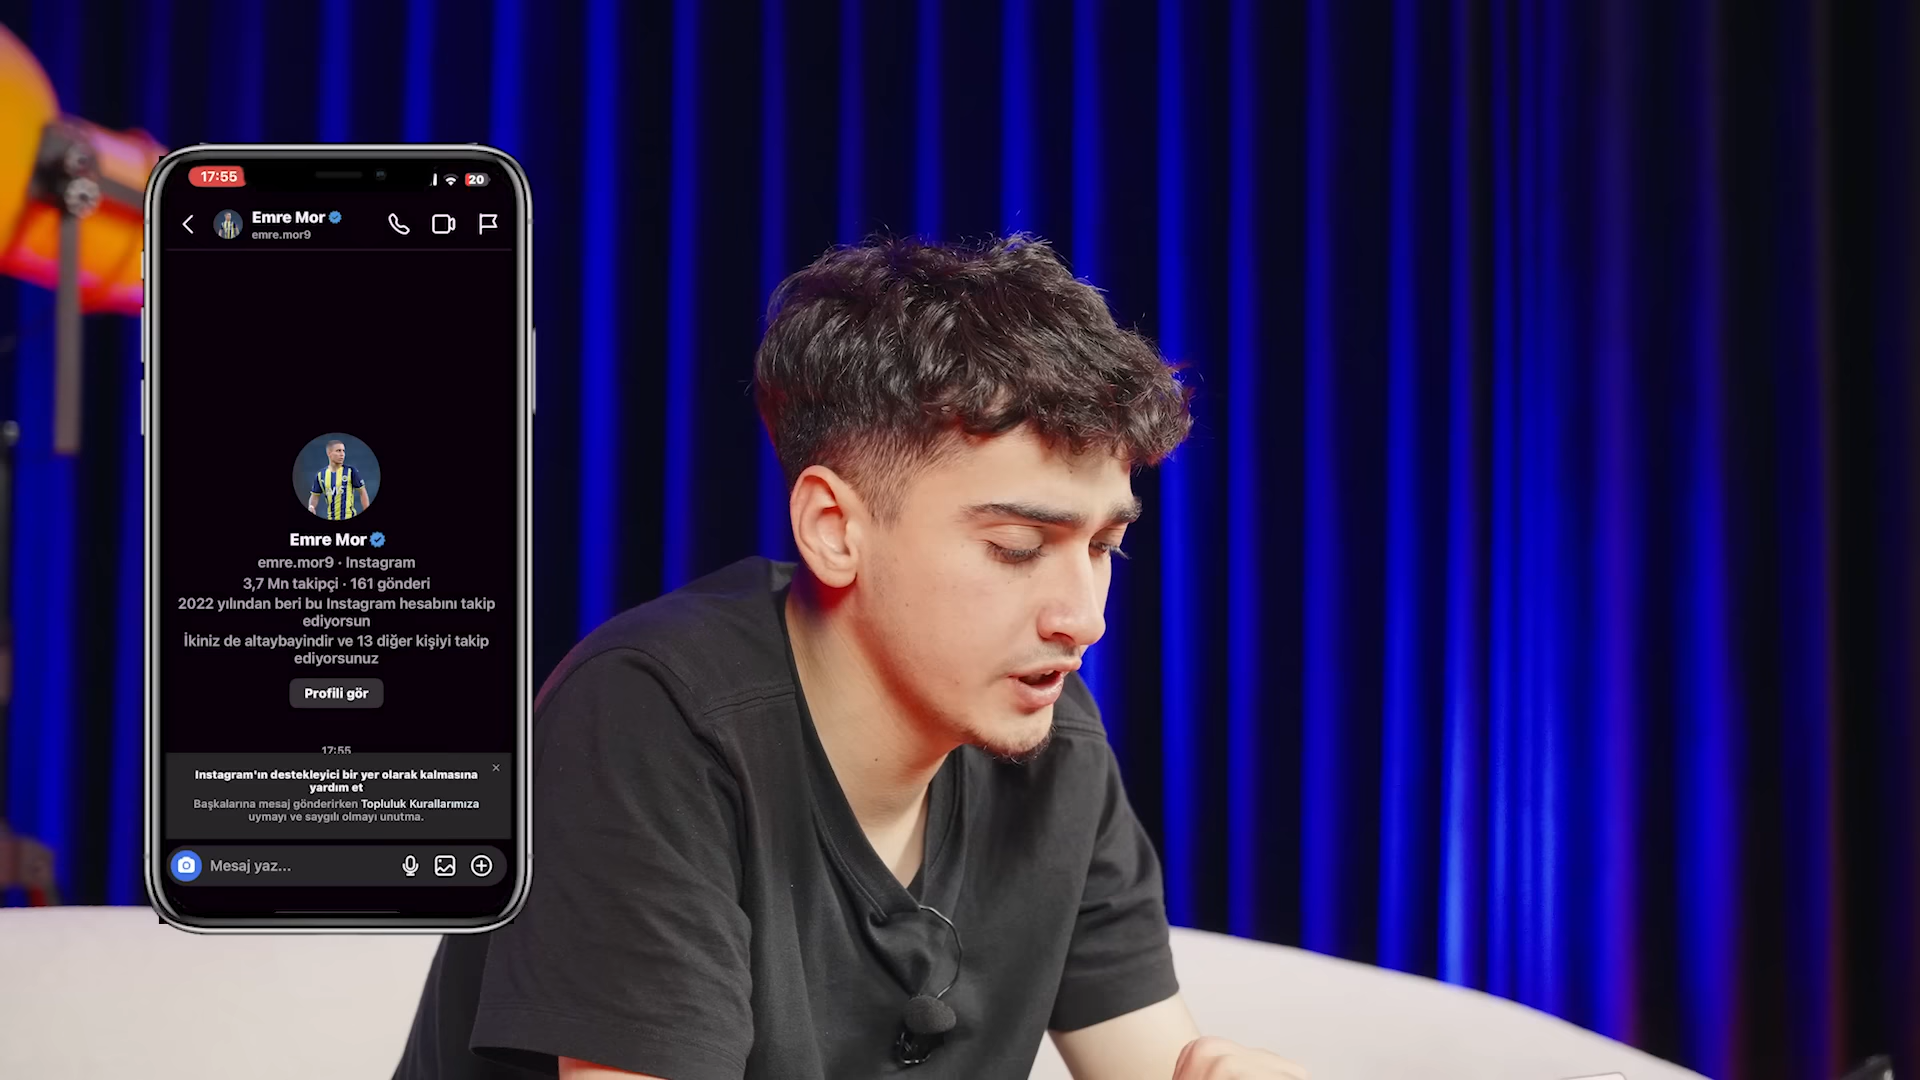 17:55
20
Emre Mor
emre.mor9
Emre Mor
emre.mor9 · Instagram
3,7 Mn takipçi · 161 gönderi
2022 yılından beri bu Instagram hesabını takip
ediyorsun
İkiniz de altaybayindir ve 13 diğer kişiyi takip
ediyorsunuz
Profili gör
17:55
Instagram'ın destekleyici bir yer olarak kalmasına
yardım et
Başkalarına mesaj gönderirken Topluluk Kurallarımıza
uymayı ve saygılı olmayı unutma.
Mesaj yaz...